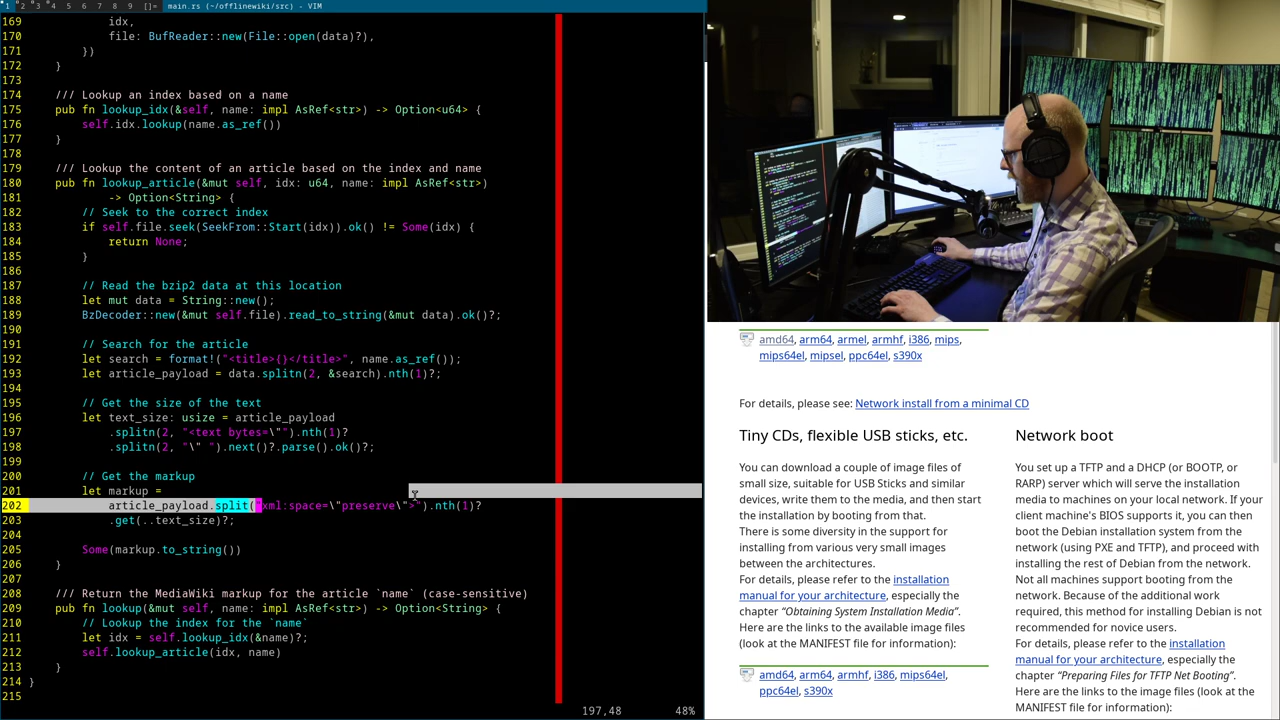 1 2 3 4 5 6 7 8 9 []= main.rs (~/offlinewiki/src) - VIM
169             idx,
170             file: BufReader::new(File::open(data)?),
171         })
172     }
173
174     /// Lookup an index based on a name
175     pub fn lookup_idx(&self, name: impl AsRef<str>) -> Option<u64> {
176         self.idx.lookup(name.as_ref())
177     }
178
179     /// Lookup the content of an article based on the index and name
180     pub fn lookup_article(&mut self, idx: u64, name: impl AsRef<str>)
181             -> Option<String> {
182         // Seek to the correct index
183         if self.file.seek(SeekFrom::Start(idx)).ok() != Some(idx) {
184             return None;
185         }
186
187         // Read the bzip2 data at this location
188         let mut data = String::new();
189         BzDecoder::new(&mut self.file).read_to_string(&mut data).ok()?;
190
191         // Search for the article
192         let search = format!("<title>{}</title>", name.as_ref());
193         let article_payload = data.splitn(2, &search).nth(1)?;
194
195         // Get the size of the text
196         let text_size: usize = article_payload
197             .splitn(2, "<text bytes=\"").nth(1)?
198             .splitn(2, "\" ").next()?.parse().ok()?;
199
200         // Get the markup
201         let markup =
202             article_payload.split("xml:space=\"preserve\">").nth(1)?
203             .get(..text_size)?;
204
205         Some(markup.to_string())
206     }
207
208     /// Return the MediaWiki markup for the article `name` (case-sensitive)
209     pub fn lookup(&mut self, name: impl AsRef<str>) -> Option<String> {
210         // Lookup the index for the `name`
211         let idx = self.lookup_idx(&name)?;
212         self.lookup_article(idx, name)
213     }
214 }
215
197,48 48%
amd64, arm64, armel, armhf, i386, mips,
mips64el, mipsel, ppc64el, s390x
For details, please see: Network install from a minimal CD
Tiny CDs, flexible USB sticks, etc.
You can download a couple of image files of
small size, suitable for USB Sticks and similar
devices, write them to the media, and then start
the installation by booting from that.
There is some diversity in the support for
installing from various very small images
between the architectures.
For details, please refer to the installation
manual for your architecture, especially the
chapter “Obtaining System Installation Media”.
Here are the links to the available image files
(look at the MANIFEST file for information):
amd64, arm64, armhf, i386, mips64el,
ppc64el, s390x
Network boot
You set up a TFTP and a DHCP (or BOOTP, or
RARP) server which will serve the installation
media to machines on your local network. If your
client machine's BIOS supports it, you can then
boot the Debian installation system from the
network (using PXE and TFTP), and proceed with
installing the rest of Debian from the network.
Not all machines support booting from the
network. Because of the additional work
required, this method for installing Debian is not
recommended for novice users.
For details, please refer to the installation
manual for your architecture, especially the
chapter “Preparing Files for TFTP Net Booting”.
Here are the links to the image files (look at the
MANIFEST file for information):